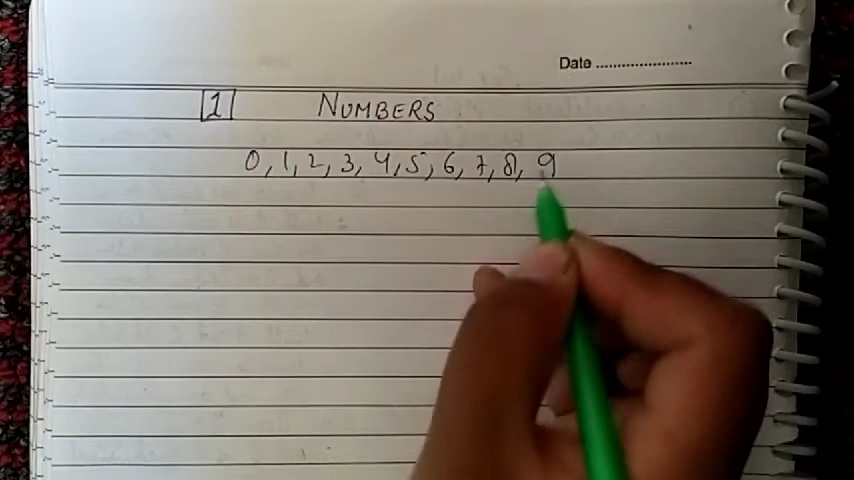 Date ........................
1 NUMBERS
0, 1, 2, 3, 4, 5, 6, 7, 8, 9